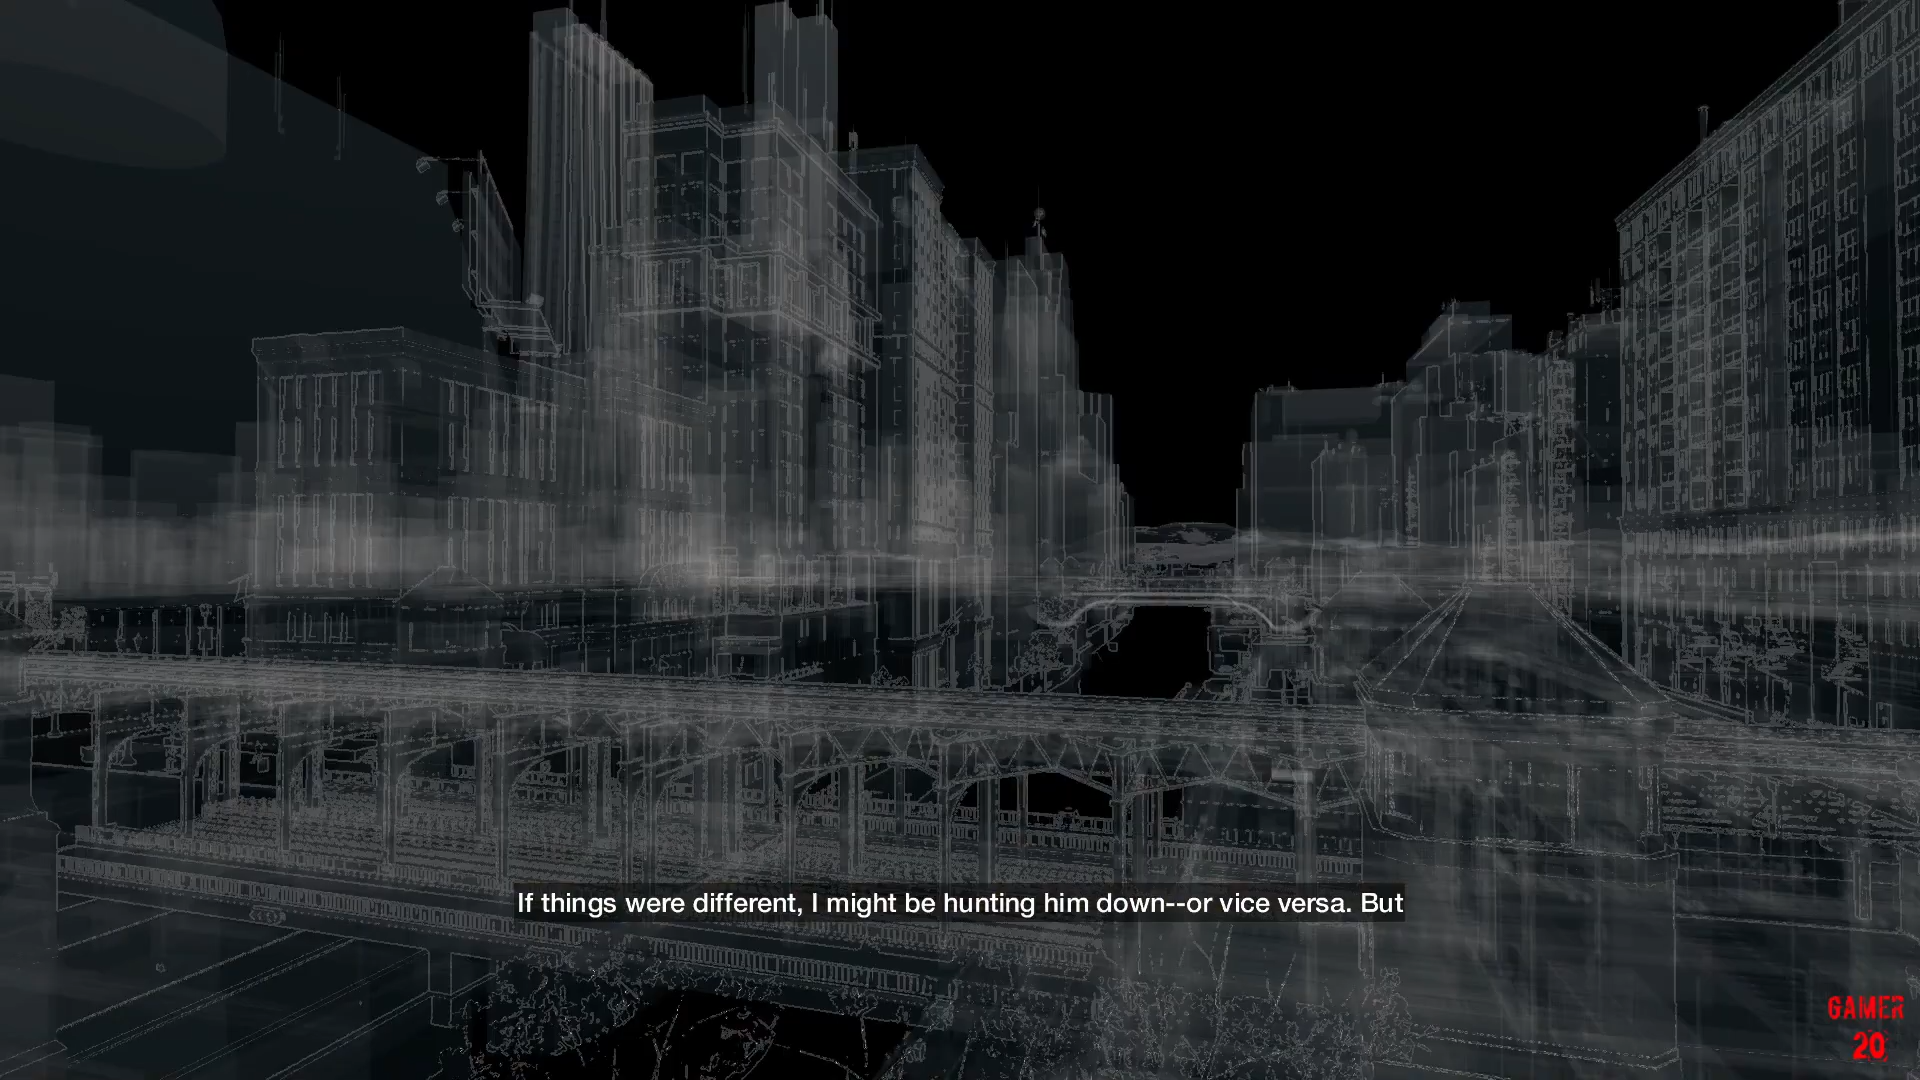 If things were different, I might be hunting him down--or vice versa. But
GAMER
20